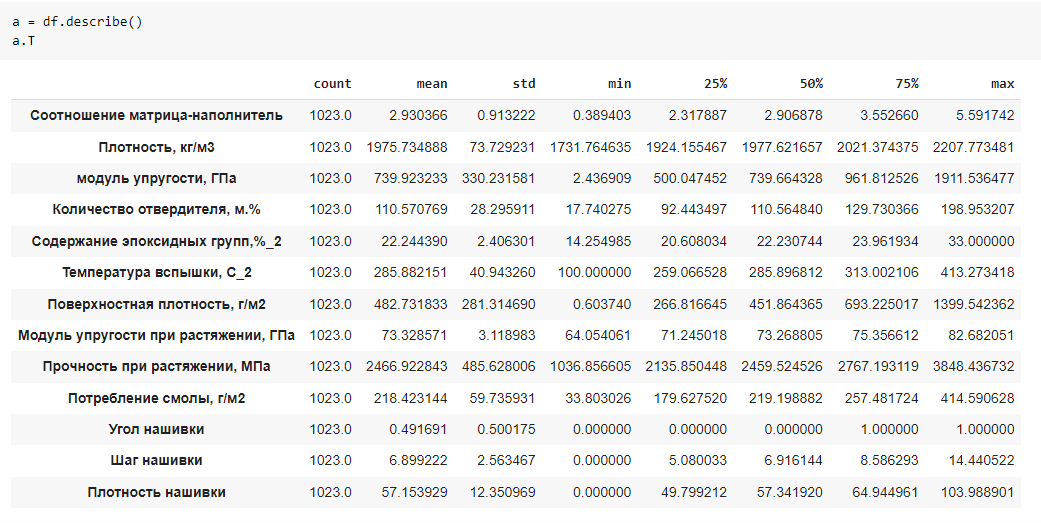 a = df.describe()
a.T
count mean std min 25% 50% 75% max
Соотношение матрица-наполнитель 1023.0 2.930366 0.913222 0.389403 2.317887 2.906878 3.552660 5.591742
Плотность, кг/м3 1023.0 1975.734888 73.729231 1731.764635 1924.155467 1977.621657 2021.374375 2207.773481
модуль упругости, ГПа 1023.0 739.923233 330.231581 2.436909 500.047452 739.664328 961.812526 1911.536477
Количество отвердителя, м.% 1023.0 110.570769 28.295911 17.740275 92.443497 110.564840 129.730366 198.953207
Содержание эпоксидных групп,%_2 1023.0 22.244390 2.406301 14.254985 20.608034 22.230744 23.961934 33.000000
Температура вспышки, С_2 1023.0 285.882151 40.943260 100.000000 259.066528 285.896812 313.002106 413.273418
Поверхностная плотность, г/м2 1023.0 482.731833 281.314690 0.603740 266.816645 451.864365 693.225017 1399.542362
Модуль упругости при растяжении, ГПа 1023.0 73.328571 3.118983 64.054061 71.245018 73.268805 75.356612 82.682051
Прочность при растяжении, МПа 1023.0 2466.922843 485.628006 1036.856605 2135.850448 2459.524526 2767.193119 3848.436732
Потребление смолы, г/м2 1023.0 218.423144 59.735931 33.803026 179.627520 219.198882 257.481724 414.590628
Угол нашивки 1023.0 0.491691 0.500175 0.000000 0.000000 0.000000 1.000000 1.000000
Шаг нашивки 1023.0 6.899222 2.563467 0.000000 5.080033 6.916144 8.586293 14.440522
Плотность нашивки 1023.0 57.153929 12.350969 0.000000 49.799212 57.341920 64.944961 103.988901